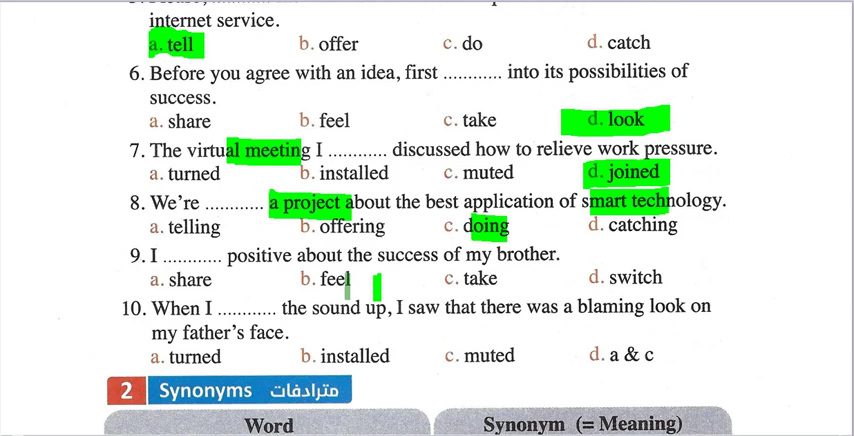 internet service.
a. tell b. offer c. do d. catch
6. Before you agree with an idea, first ............ into its possibilities of
success.
a. share b. feel c. take d. look
7. The virtual meeting I ............ discussed how to relieve work pressure.
a. turned b. installed c. muted d. joined
8. We're ............ a project about the best application of smart technology.
a. telling b. offering c. doing d. catching
9. I ............ positive about the success of my brother.
a. share b. feel c. take d. switch
10. When I ............ the sound up, I saw that there was a blaming look on
my father's face.
a. turned b. installed c. muted d. a & c
2 Synonyms مترادفات
Word Synonym (= Meaning)